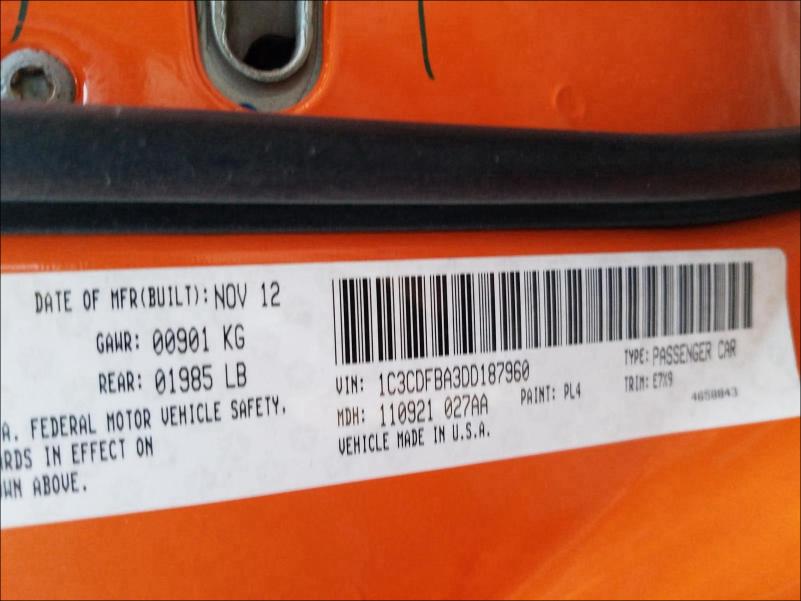 DATE OF MFR(BUILT): NOV 12
GAWR: 00901 KG
REAR: 01985 LB
A. FEDERAL MOTOR VEHICLE SAFETY,
RDS IN EFFECT ON
WN ABOVE.
VIN: 1C3CDFBA3DD187960
TYPE: PASSENGER CAR
MDH: 110921 027AA
PAINT: PL4
TRIM: E7X9
VEHICLE MADE IN U.S.A.
4658843